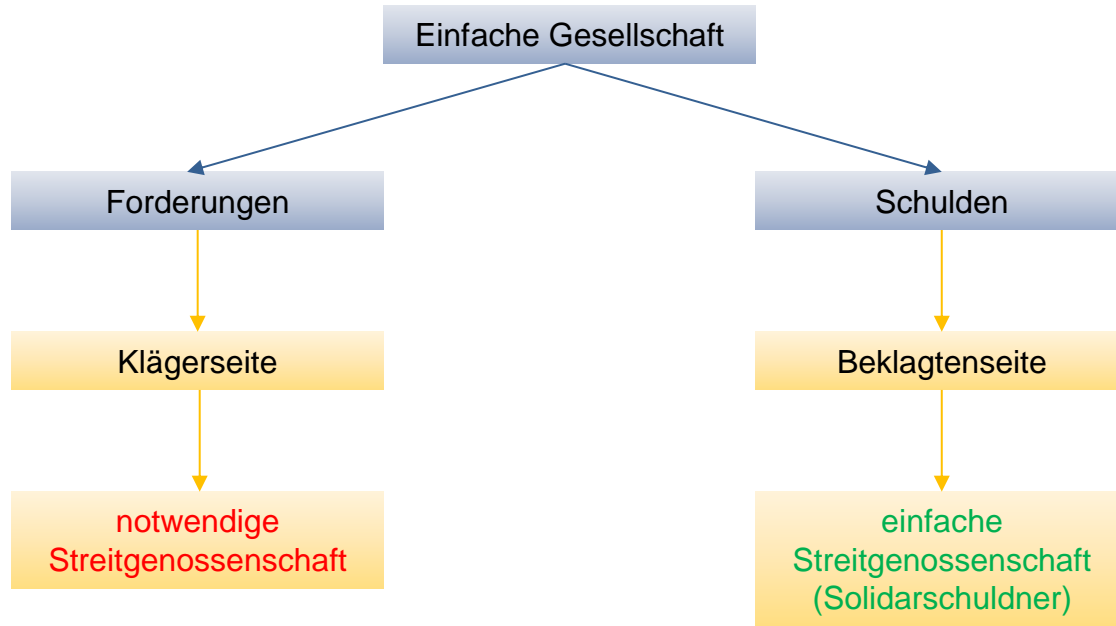 Einfache Gesellschaft
Forderungen
Schulden
Klägerseite
Beklagtenseite
notwendige
Streitgenossenschaft
einfache
Streitgenossenschaft
(Solidarschuldner)